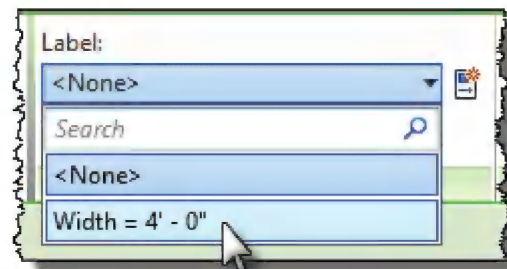 Label:
<None>
Search
<None>
Width = 4' - 0"